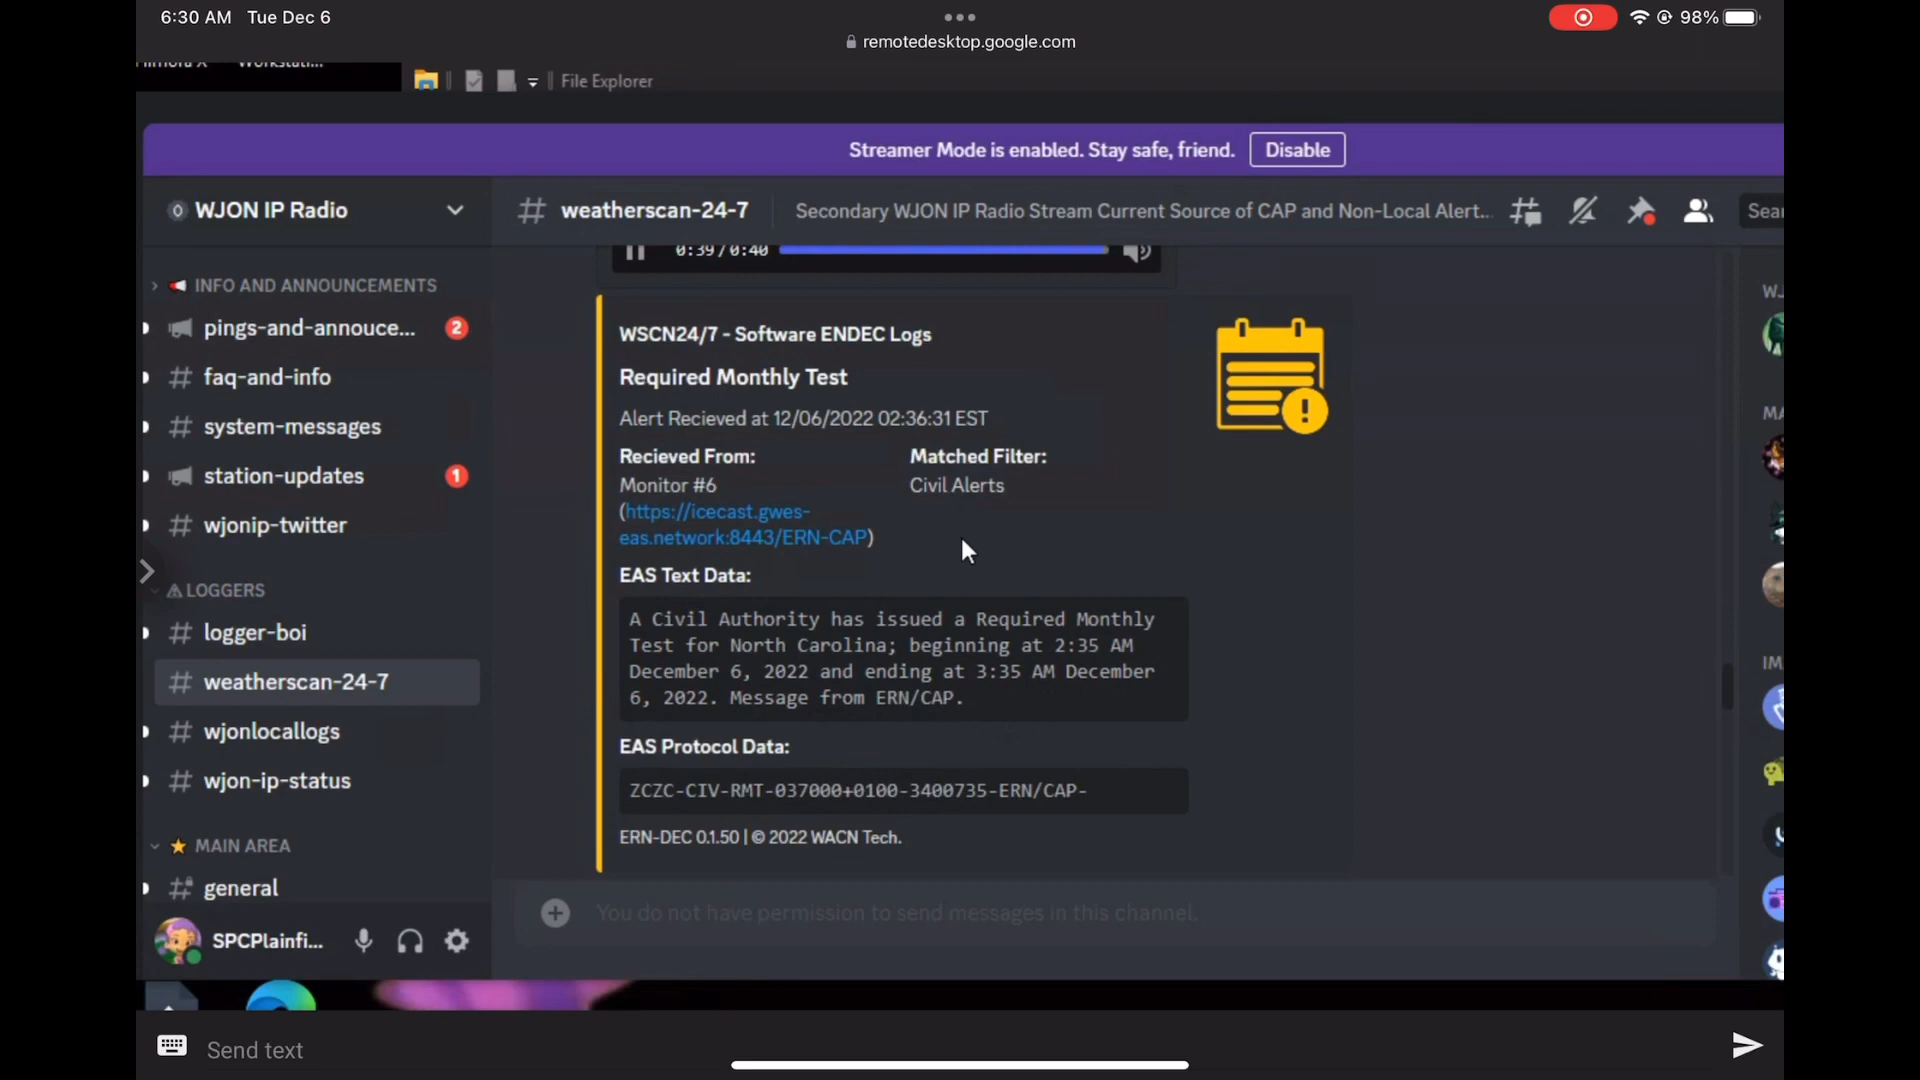 6:30 AM Tue Dec 6
98%
remotedesktop.google.com
File Explorer
Streamer Mode is enabled. Stay safe, friend.
Disable
WJON IP Radio
weatherscan-24-7
Secondary WJON IP Radio Stream Current Source of CAP and Non-Local Alert...
Sea
INFO AND ANNOUNCEMENTS
pings-and-annouce... 2
faq-and-info
system-messages
station-updates 1
wjonip-twitter
LOGGERS
logger-boi
weatherscan-24-7
wjonlocallogs
wjon-ip-status
MAIN AREA
general
SPCPlainfi...
0:39/0:40
WSCN24/7 - Software ENDEC Logs
Required Monthly Test
Alert Recieved at 12/06/2022 02:36:31 EST
Recieved From:
Monitor #6
(https://icecast.gwes-
eas.network:8443/ERN-CAP)
Matched Filter:
Civil Alerts
EAS Text Data:
A Civil Authority has issued a Required Monthly
Test for North Carolina; beginning at 2:35 AM
December 6, 2022 and ending at 3:35 AM December
6, 2022. Message from ERN/CAP.
EAS Protocol Data:
ZCZC-CIV-RMT-037000+0100-3400735-ERN/CAP-
ERN-DEC 0.1.50 | © 2022 WACN Tech.
You do not have permission to send messages in this channel.
WJ
MA
IM
Send text